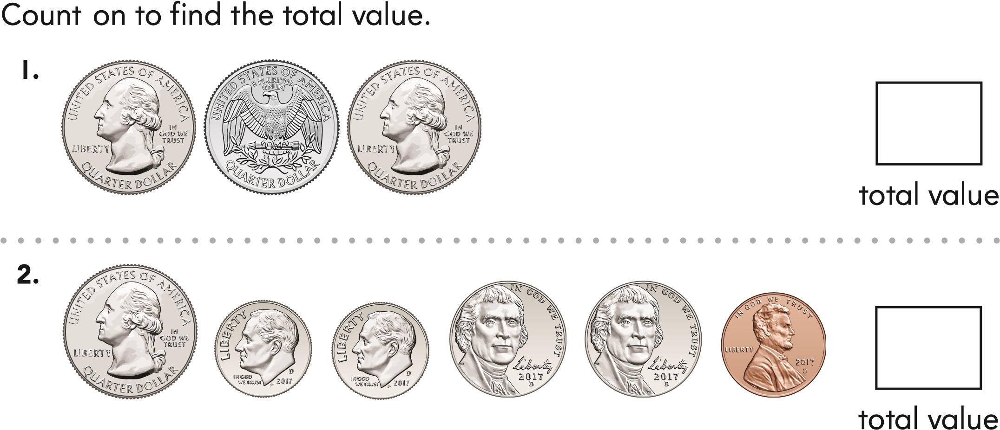 Count on to find the total value.
1.
UNITED STATES OF AMERICA
IN
GOD WE
TRUST
LIBERTY
QUARTER DOLLAR
UNITED STATES OF AMERICA
E PLURIBUS
UNUM
QUARTER DOLLAR
UNITED STATES OF AMERICA
IN
GOD WE
TRUST
LIBERTY
QUARTER DOLLAR
total value
2.
UNITED STATES OF AMERICA
IN
GOD WE
TRUST
LIBERTY
QUARTER DOLLAR
LIBERTY
IN GOD
WE TRUST
D
2017
LIBERTY
IN GOD
WE TRUST
D
2017
IN GOD WE TRUST
Liberty
2017
D
IN GOD WE TRUST
Liberty
2017
D
IN GOD WE TRUST
LIBERTY
2017
D
total value